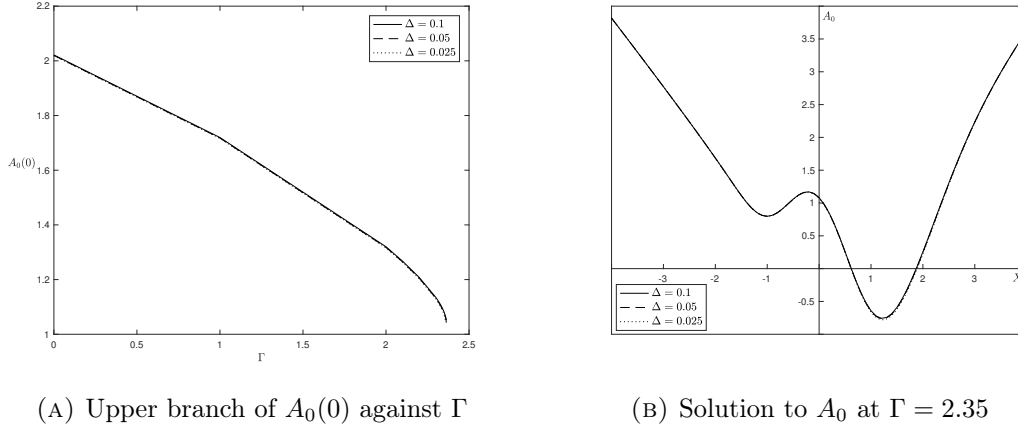 2.2
2
1.8
A₀(0) 1.6
1.4
1.2
1
0 0.5 1 1.5 2 2.5
Γ
Δ = 0.1
Δ = 0.05
Δ = 0.025
(A) Upper branch of A₀(0) against Γ
A₀
3.5
3
2.5
2
1.5
1
0.5
-3 -2 -1 0 1 2 3 X
-0.5
Δ = 0.1
Δ = 0.05
Δ = 0.025
(B) Solution to A₀ at Γ = 2.35